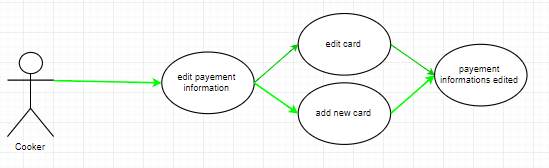 edit card
edit payement
information
payement
informations edited
add new card
Cooker